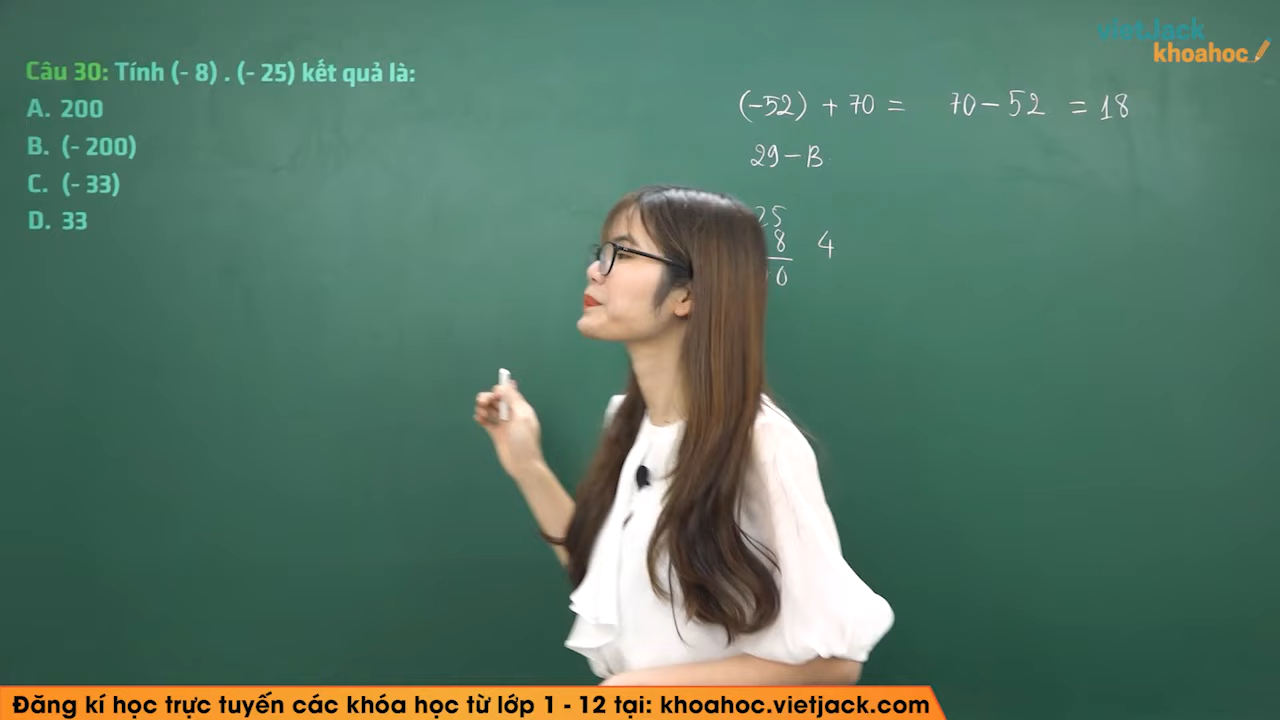 vietJack
khoahoc
Câu 30: Tính (- 8) . (- 25) kết quả là:
A. 200
B. (- 200)
C. (- 33)
D. 33
(-52) + 70 = 70 - 52 = 18
29 - B
25
8 4
0
Đăng kí học trực tuyến các khóa học từ lớp 1 - 12 tại: khoahoc.vietjack.com